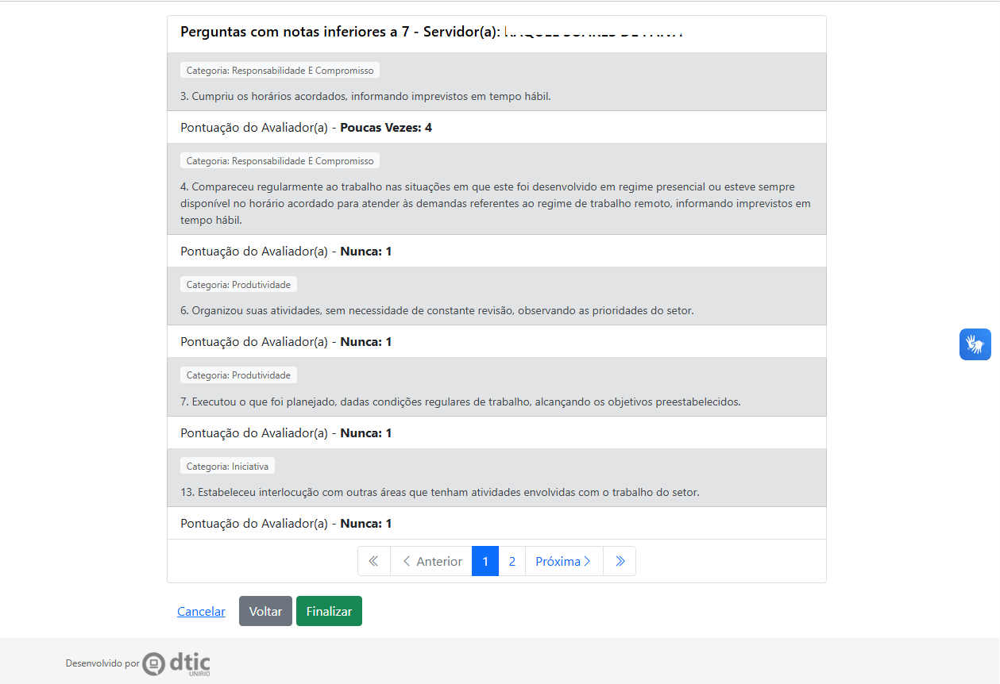 Perguntas com notas inferiores a 7 - Servidor(a):
Categoria: Responsabilidade E Compromisso
3. Cumpriu os horários acordados, informando imprevistos em tempo hábil.
Pontuação do Avaliador(a) - Poucas Vezes: 4
Categoria: Responsabilidade E Compromisso
4. Compareceu regularmente ao trabalho nas situações em que este foi desenvolvido em regime presencial ou esteve sempre
disponível no horário acordado para atender às demandas referentes ao regime de trabalho remoto, informando imprevistos em
tempo hábil.
Pontuação do Avaliador(a) - Nunca: 1
Categoria: Produtividade
6. Organizou suas atividades, sem necessidade de constante revisão, observando as prioridades do setor.
Pontuação do Avaliador(a) - Nunca: 1
Categoria: Produtividade
7. Executou o que foi planejado, dadas condições regulares de trabalho, alcançando os objetivos preestabelecidos.
Pontuação do Avaliador(a) - Nunca: 1
Categoria: Iniciativa
13. Estabeleceu interlocução com outras áreas que tenham atividades envolvidas com o trabalho do setor.
Pontuação do Avaliador(a) - Nunca: 1
« < Anterior 1 2 Próxima > »
Cancelar Voltar Finalizar
Desenvolvido por dtic
UNIRIO